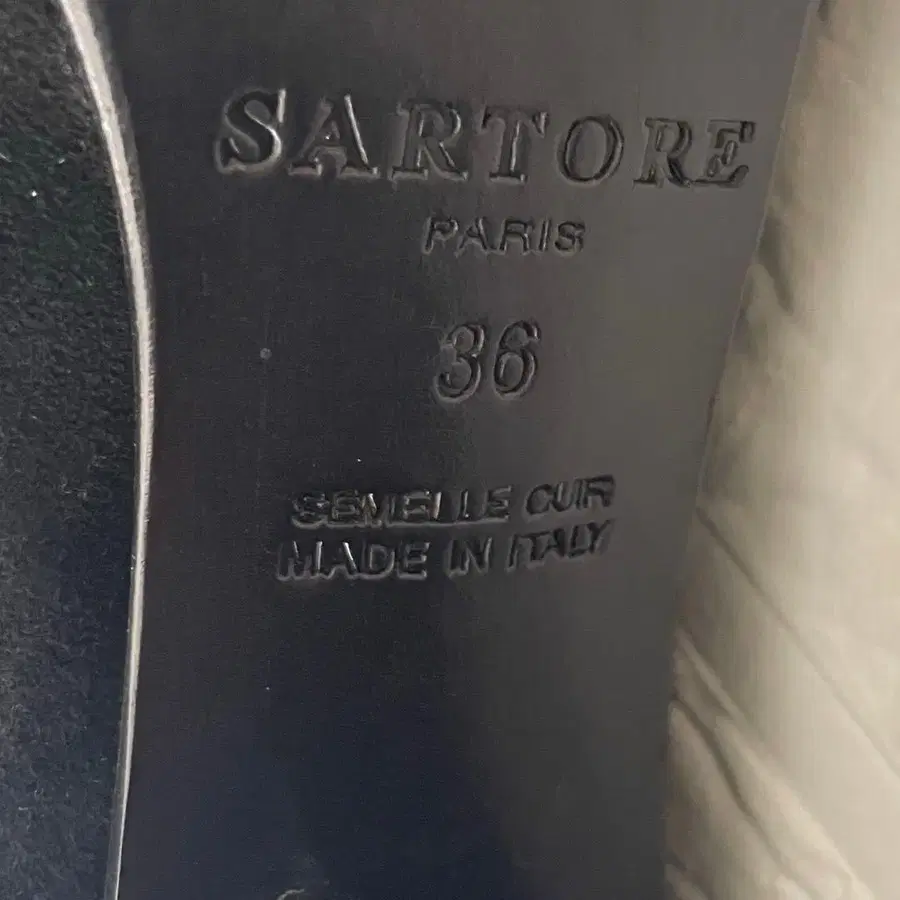 SARTORE
PARIS
36
SEMELLE CUIR
MADE IN ITALY